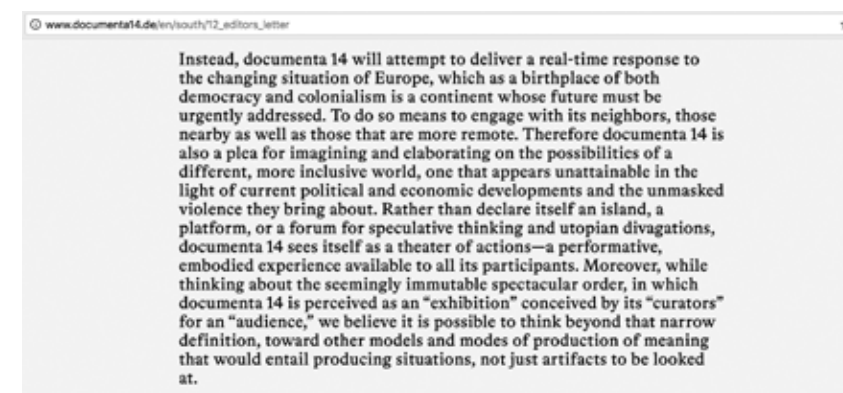 www.documenta14.de/en/south/12_editors_letter
Instead, documenta 14 will attempt to deliver a real-time response to
the changing situation of Europe, which as a birthplace of both
democracy and colonialism is a continent whose future must be
urgently addressed. To do so means to engage with its neighbors, those
nearby as well as those that are more remote. Therefore documenta 14 is
also a plea for imagining and elaborating on the possibilities of a
different, more inclusive world, one that appears unattainable in the
light of current political and economic developments and the unmasked
violence they bring about. Rather than declare itself an island, a
platform, or a forum for speculative thinking and utopian divagations,
documenta 14 sees itself as a theater of actions—a performative,
embodied experience available to all its participants. Moreover, while
thinking about the seemingly immutable spectacular order, in which
documenta 14 is perceived as an “exhibition” conceived by its “curators”
for an “audience,” we believe it is possible to think beyond that narrow
definition, toward other models and modes of production of meaning
that would entail producing situations, not just artifacts to be looked
at.